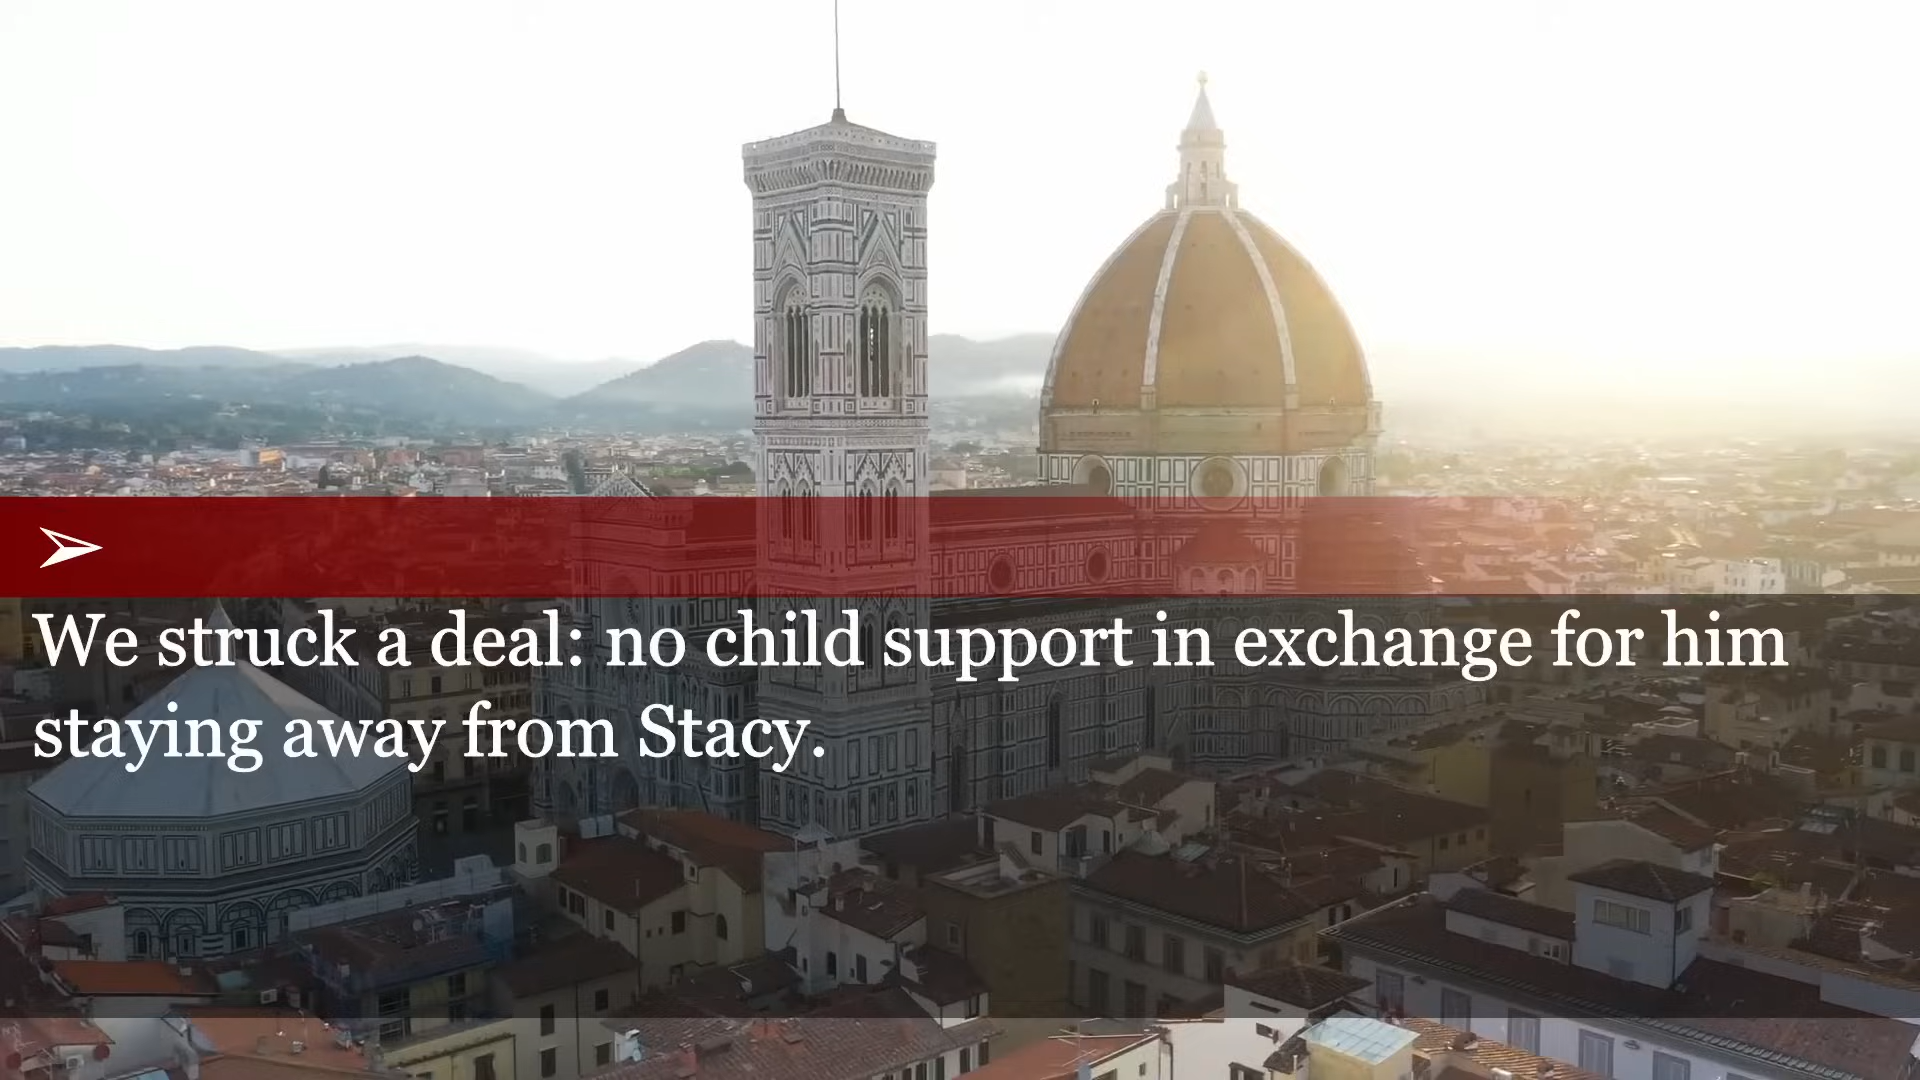 We struck a deal: no child support in exchange for him
staying away from Stacy.